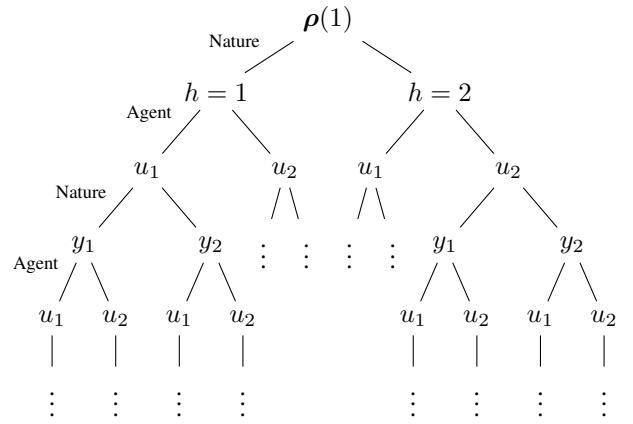 ρ(1)
Nature
h = 1 h = 2
Agent
u₁ u₂ u₁ u₂
Nature
y₁ y₂ ⋮ ⋮ ⋮ ⋮ y₁ y₂
Agent
u₁ u₂ u₁ u₂ u₁ u₂ u₁ u₂
⋮ ⋮ ⋮ ⋮ ⋮ ⋮ ⋮ ⋮